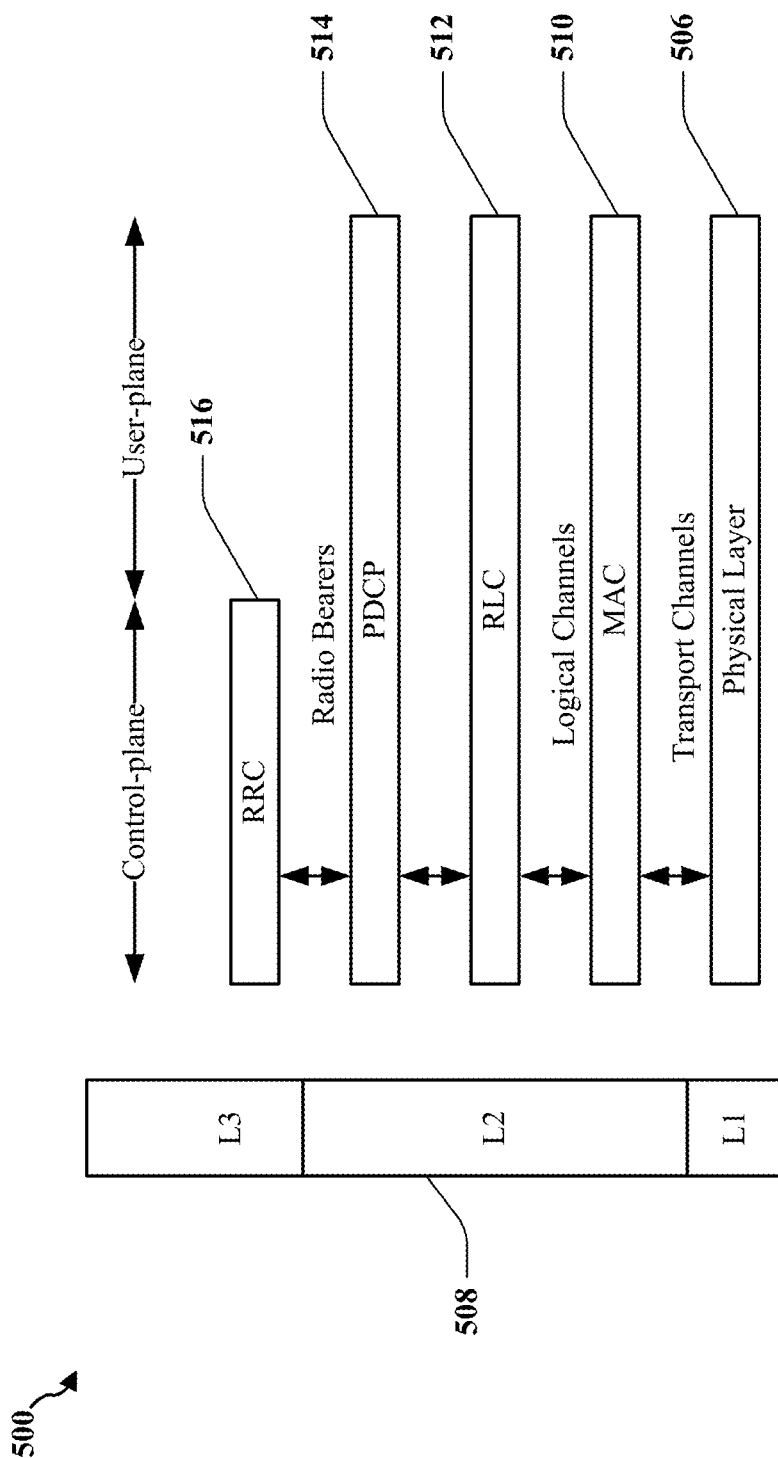 500
Control-plane
User-plane
516
RRC
Radio Bearers
514
PDCP
512
RLC
Logical Channels
510
MAC
Transport Channels
506
Physical Layer
L3
L2
L1
508